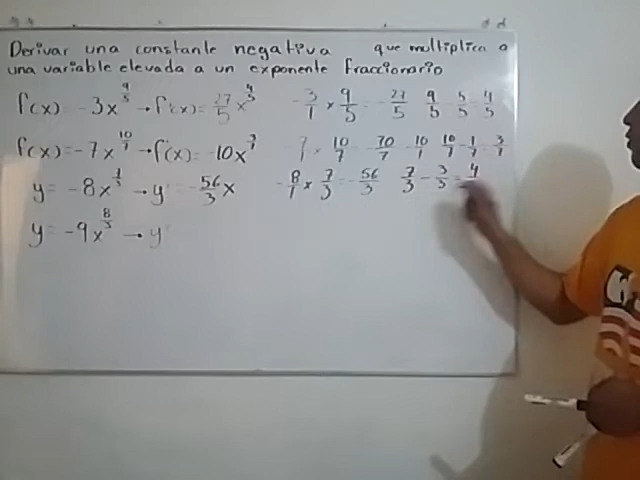 Derivar una constante negativa que multiplica a
una variable elevada a un exponente fraccionario
f(x) = -3x^{9/5} → f'(x) = -27/5 x^{4/5} -3/1 × 9/5 = -27/5 9/5 - 5/5 = 4/5
f(x) = -7x^{10/7} → f'(x) = -10x^{3/7} -7/1 × 10/7 = -70/7 = -10/1 10/7 - 7/7 = 3/7
y = -8x^{7/3} → y' = -56/3 x -8/1 × 7/3 = -56/3 7/3 - 3/3 = 4
y = -9x^{8/3} → y'